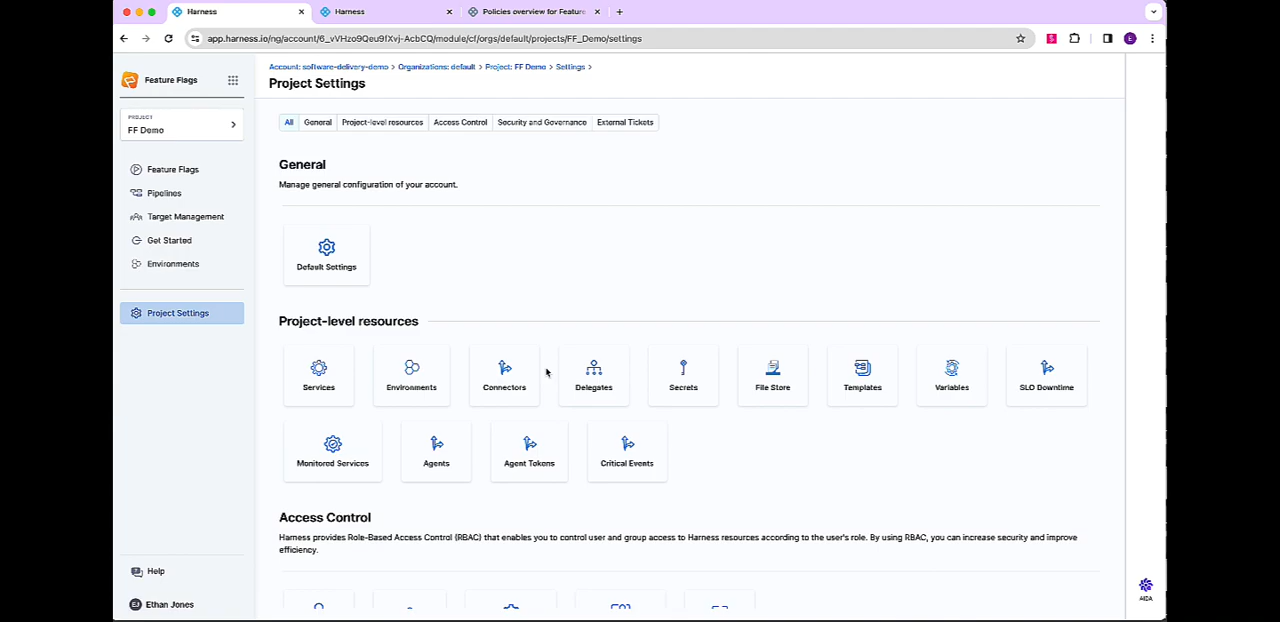 Harness
Harness
Policies overview for Feature
app.harness.io/ng/account/6_vVHzo9Qeu9fXvj-AcbCQ/module/cf/orgs/default/projects/FF_Demo/settings
E
Feature Flags
PROJECT
FF Demo
Feature Flags
Pipelines
Target Management
Get Started
Environments
Project Settings
Help
EJ Ethan Jones
Account: software-delivery-demo > Organizations: default > Project: FF Demo > Settings >
Project Settings
All General Project-level resources Access Control Security and Governance External Tickets
General
Manage general configuration of your account.
Default Settings
Project-level resources
Services Environments Connectors Delegates Secrets File Store Templates Variables SLO Downtime
Monitored Services Agents Agent Tokens Critical Events
Access Control
Harness provides Role-Based Access Control (RBAC) that enables you to control user and group access to Harness resources according to the user's role. By using RBAC, you can increase security and improve
efficiency.
AIDA